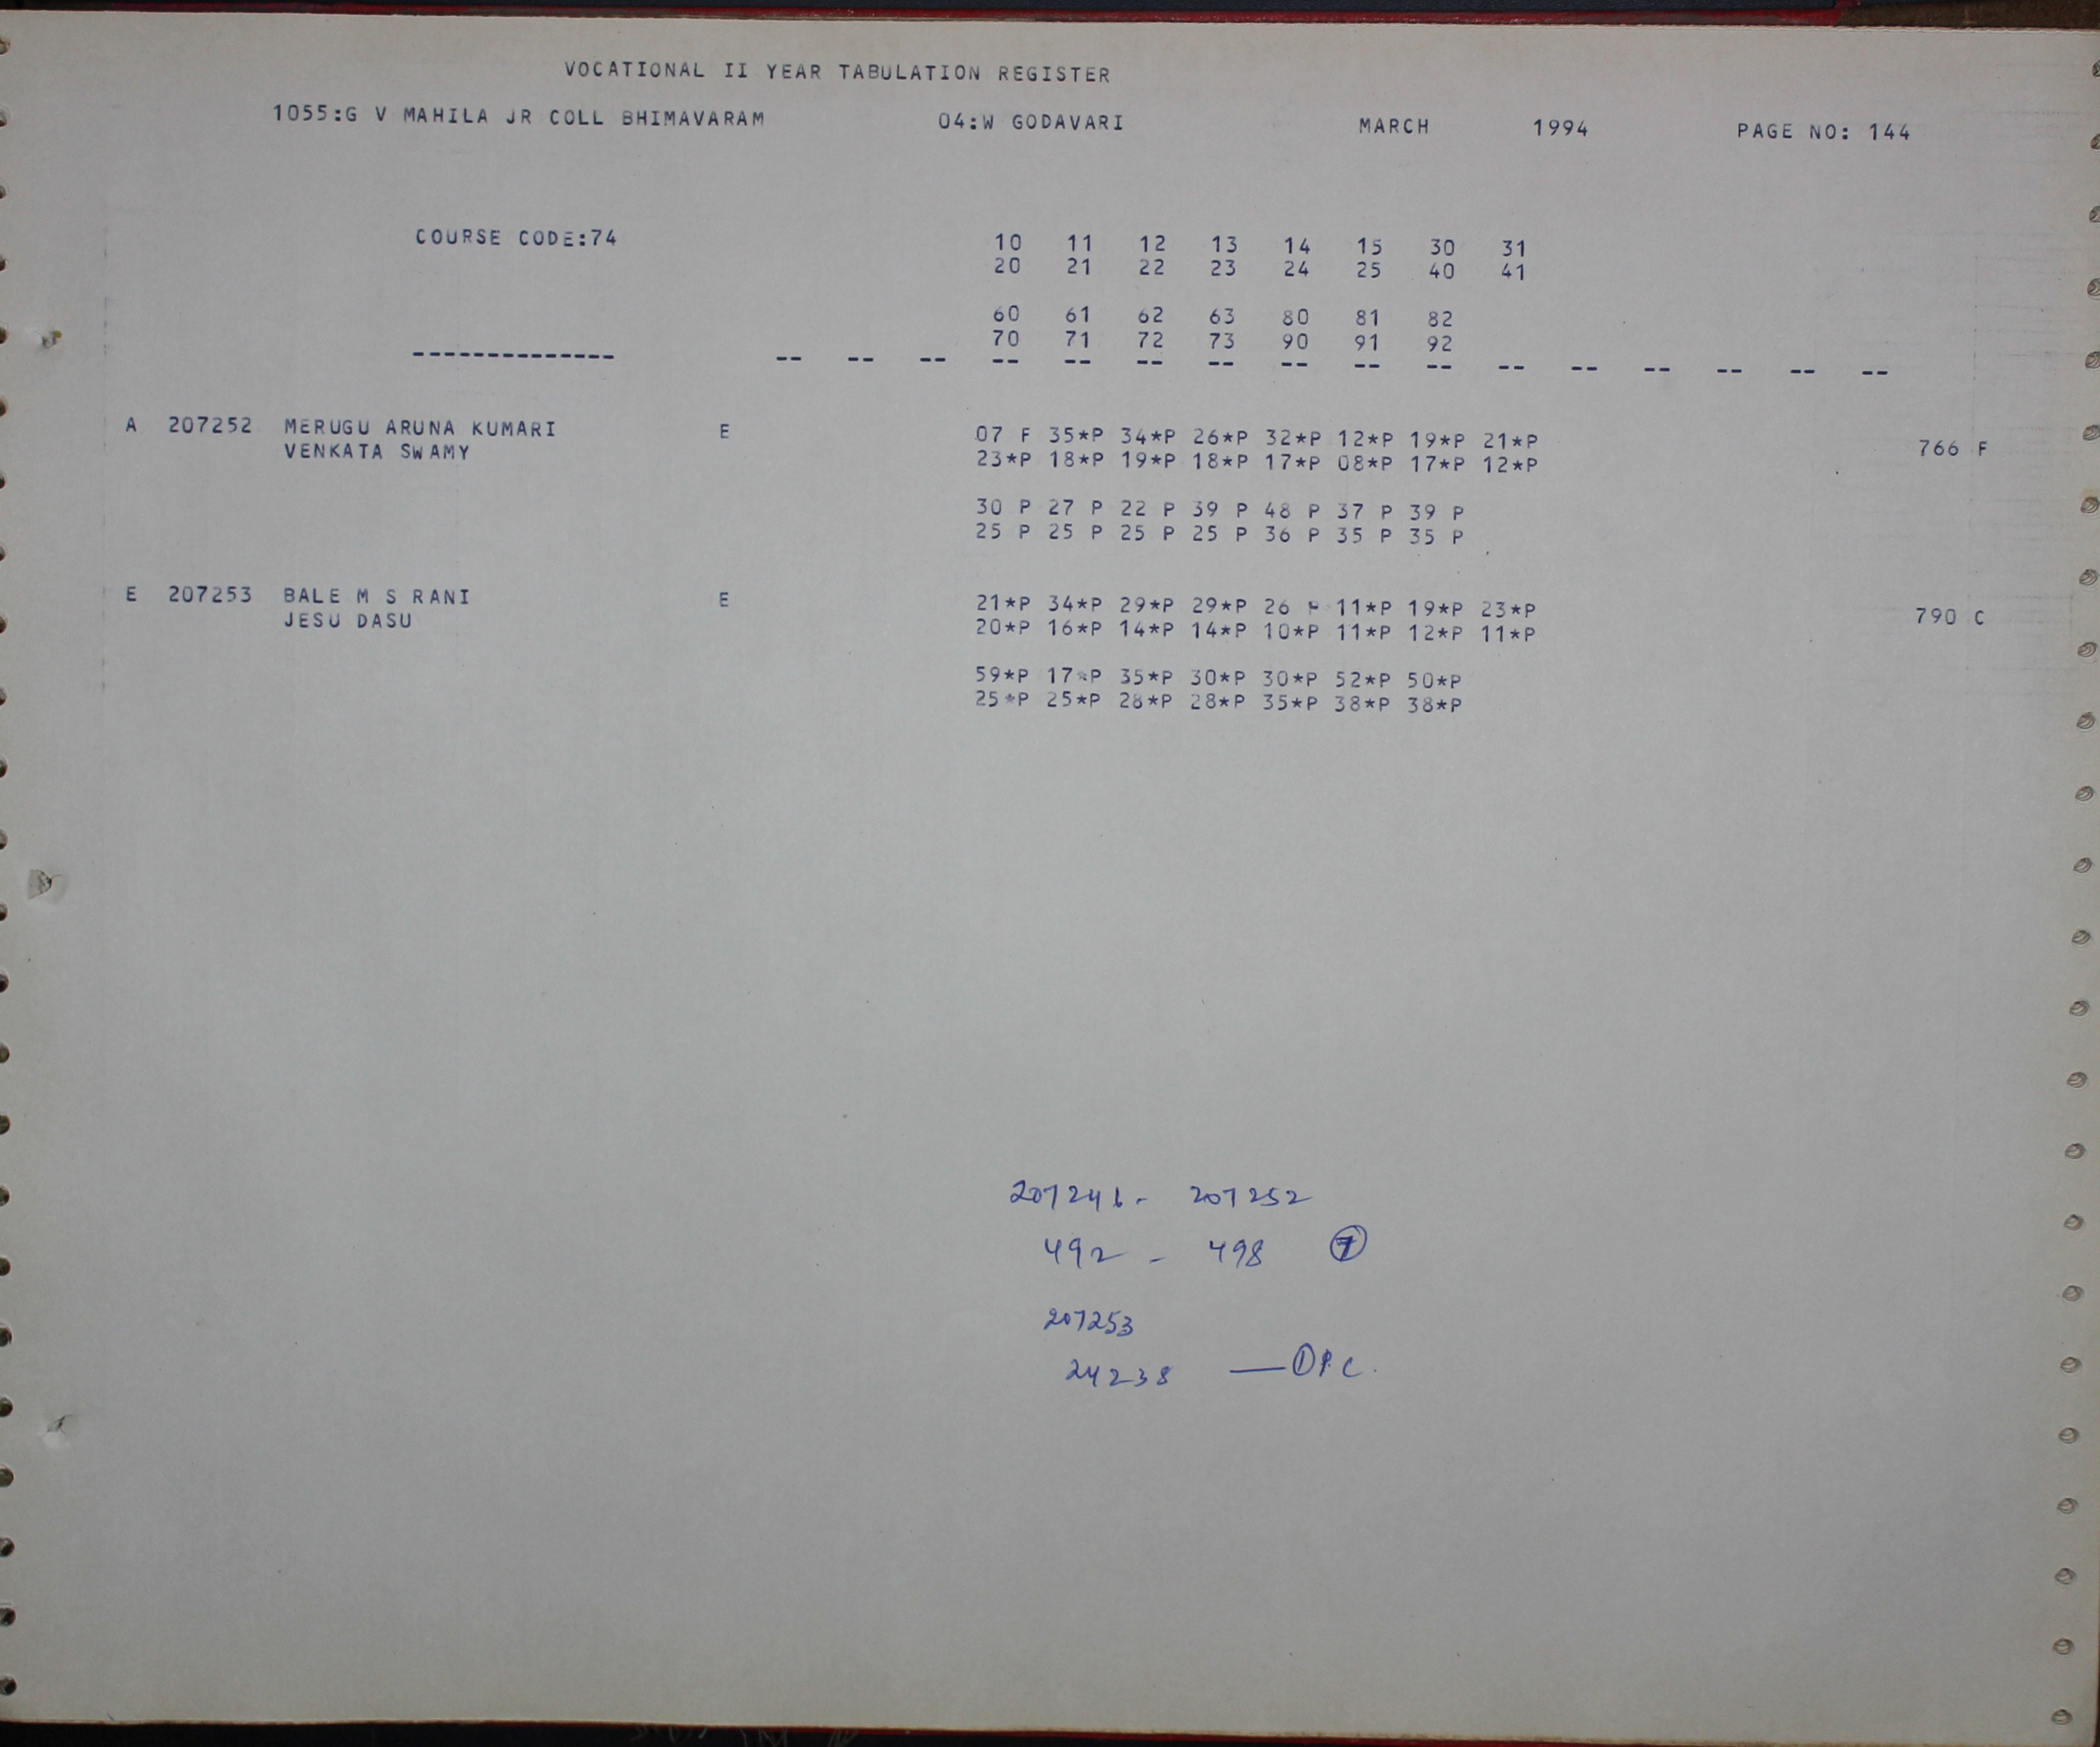 VOCATIONAL II YEAR TABULATION REGISTER
1055:G V MAHILA JR COLL BHIMAVARAM 04:W GODAVARI MARCH 1994 PAGE NO: 144
COURSE CODE:74 10 11 12 13 14 15 30 31
20 21 22 23 24 25 40 41
60 61 62 63 80 81 82
70 71 72 73 90 91 92
-------------- -- -- -- -- -- -- -- -- -- -- -- -- -- -- -- --
A 207252 MERUGU ARUNA KUMARI E 07 F 35*P 34*P 26*P 32*P 12*P 19*P 21*P 766 F
VENKATA SWAMY 23*P 18*P 19*P 18*P 17*P 08*P 17*P 12*P
30 P 27 P 22 P 39 P 48 P 37 P 39 P
25 P 25 P 25 P 25 P 36 P 35 P 35 P
E 207253 BALE M S RANI E 21*P 34*P 29*P 29*P 26 P 11*P 19*P 23*P 790 C
JESU DASU 20*P 16*P 14*P 14*P 10*P 11*P 12*P 11*P
59*P 17*P 35*P 30*P 30*P 52*P 50*P
25*P 25*P 28*P 28*P 35*P 38*P 38*P
207246 - 207252
492 - 498 7
207253
24238 — 1 P.C.